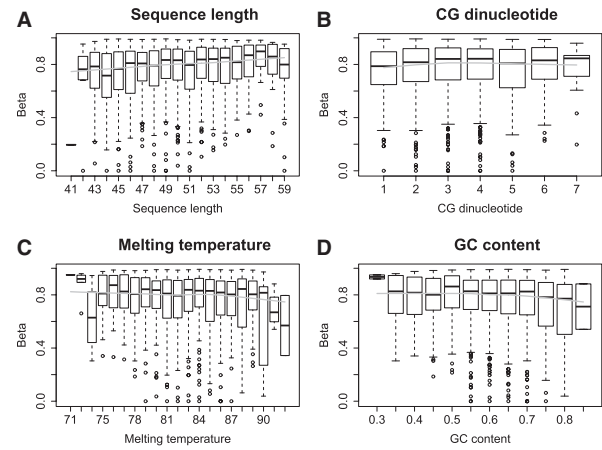 A Sequence length
Beta
0.0 0.4 0.8
41 43 45 47 49 51 53 55 57 59
Sequence length
B CG dinucleotide
Beta
0.0 0.4 0.8
1 2 3 4 5 6 7
CG dinucleotide
C Melting temperature
Beta
0.0 0.4 0.8
71 75 78 81 84 87 90
Melting temperature
D GC content
Beta
0.0 0.4 0.8
0.3 0.4 0.5 0.6 0.7 0.8
GC content